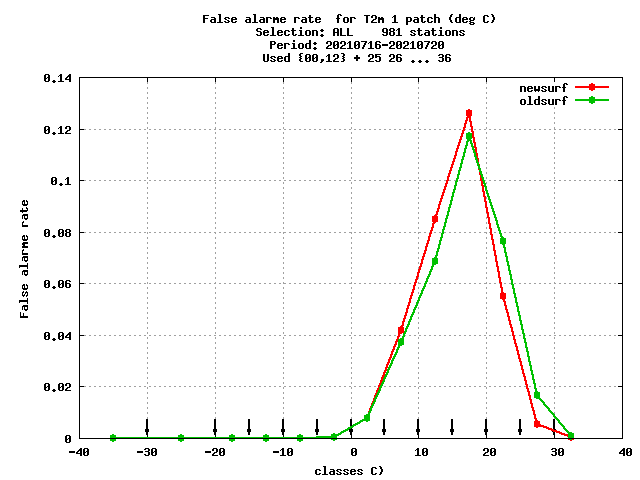 False alarme rate  for T2m 1 patch (deg C)
Selection: ALL    981 stations
Period: 20210716-20210720
Used {00,12} + 25 26 ... 36
newsurf
oldsurf
0.14
0.12
0.1
0.08
0.06
0.04
0.02
0
False alarme rate
-40 -30 -20 -10 0 10 20 30 40
classes C)